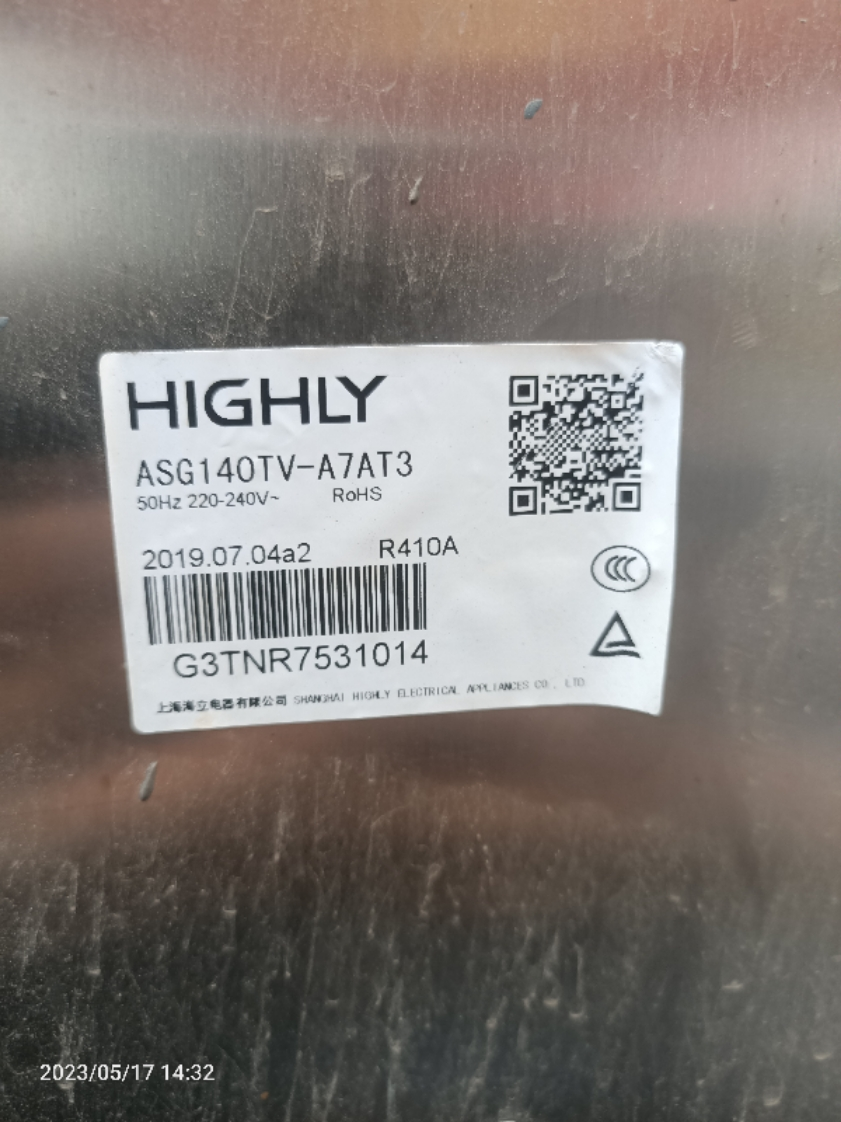 HIGHLY
ASG140TV-A7AT3
50Hz 220-240V~ RoHS
2019.07.04a2 R410A
G3TNR7531014
上海海立电器有限公司 SHANGHAI HIGHLY ELECTRICAL APPLIANCES CO., LTD
2023/05/17 14:32